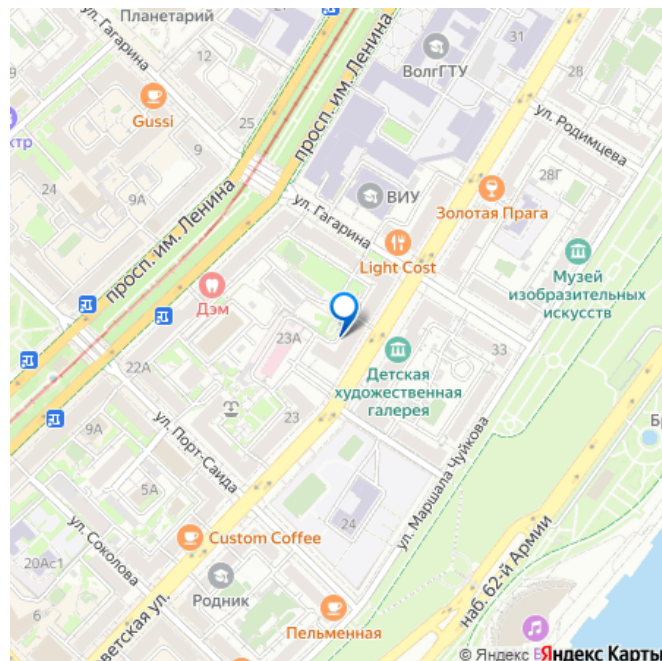 Планетарий
ул. Гагарина
12
31
ВолгГТУ
28
Gussi
25
просп. им. Ленина
ул. Родимцева
9
24
9А
28Г
ул. Гагарина
ВИУ
Золотая Прага
просп. им. Ленина
Light Cost
Музей
изобразительных
искусств
Дэм
23А
33
22А
Детская
художественная
галерея
23
9А
ул. Порт-Саида
ул. Маршала Чуйкова
5А
24
Custom Coffee
ул. Соколова
20Ас1
Родник
6
наб. 62-й Армии
Пельменная
© Яндекс
Яндекс Карты